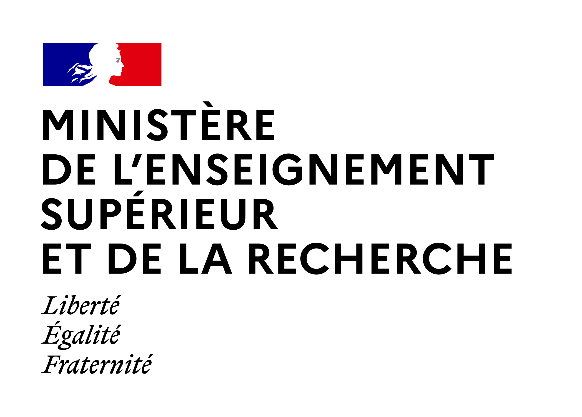 MINISTÈRE
DE L’ENSEIGNEMENT
SUPÉRIEUR
ET DE LA RECHERCHE
Liberté
Égalité
Fraternité